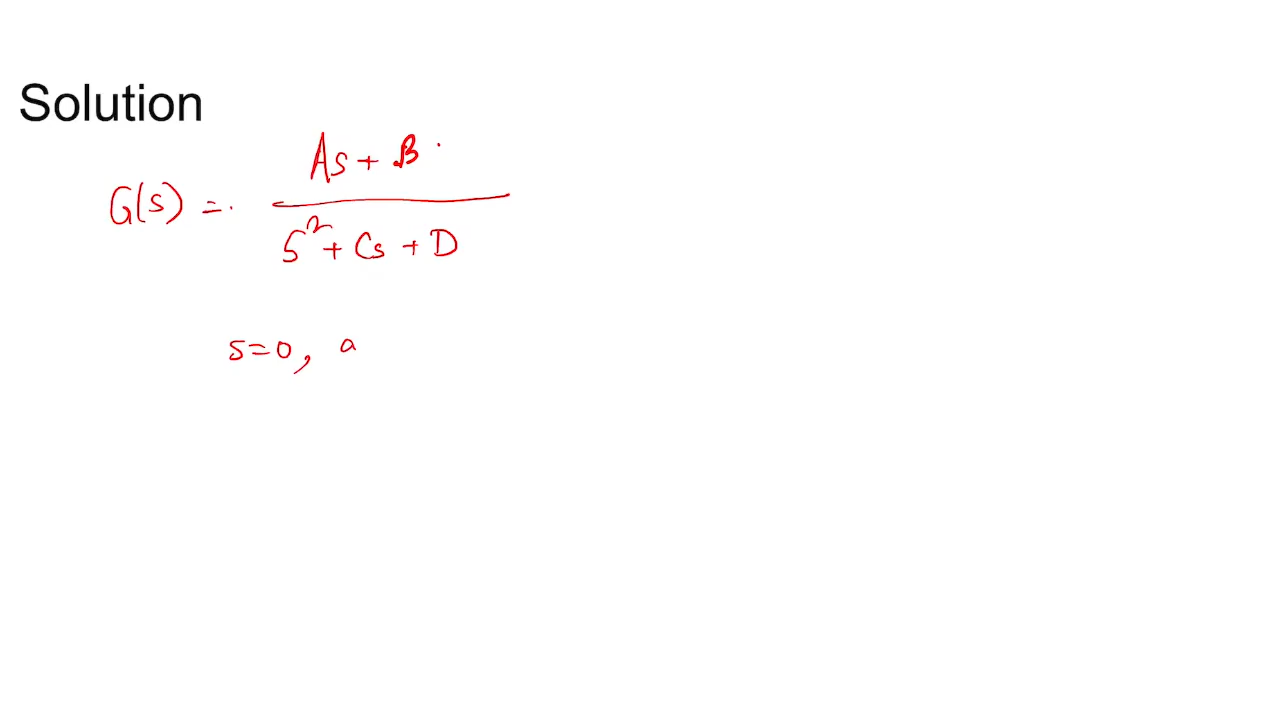 Solution
As + B
G(s) =
s² + Cs + D
s=0, a